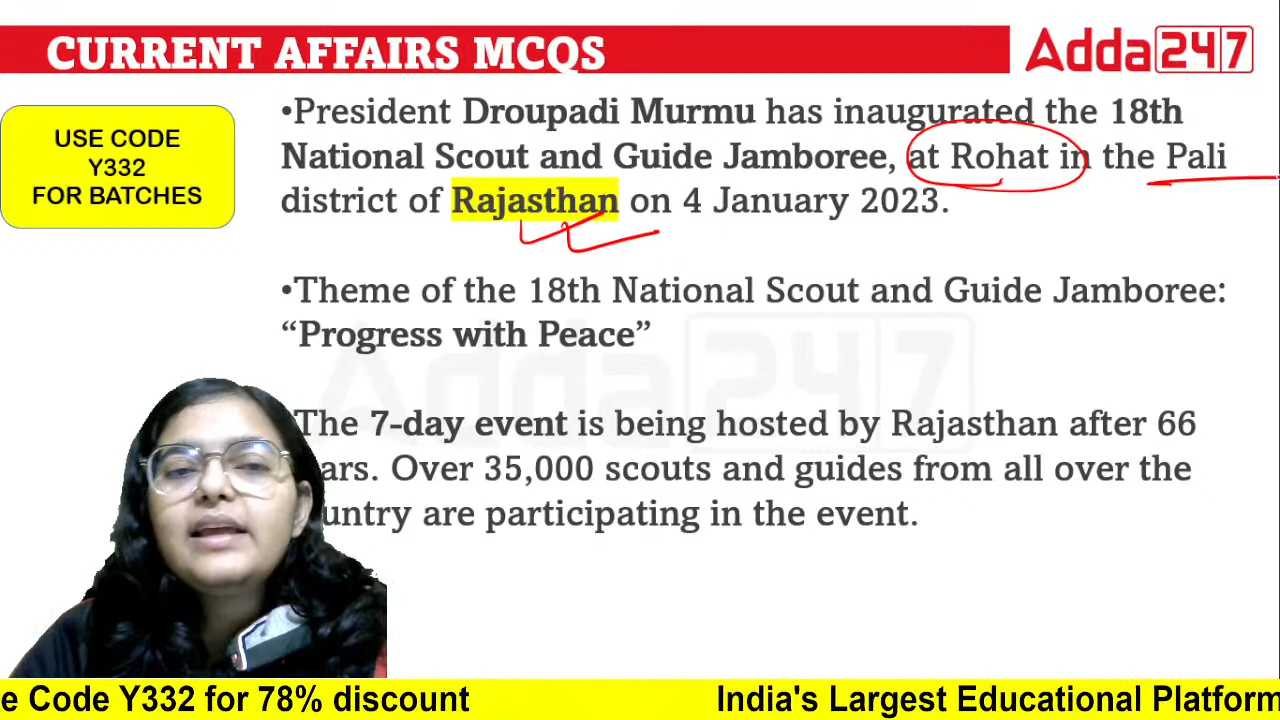 CURRENT AFFAIRS MCQS
Adda247
USE CODE
Y332
FOR BATCHES
•President Droupadi Murmu has inaugurated the 18th
National Scout and Guide Jamboree, at Rohat in the Pali
district of Rajasthan on 4 January 2023.
•Theme of the 18th National Scout and Guide Jamboree:
“Progress with Peace”
Adda247
The 7-day event is being hosted by Rajasthan after 66
ars. Over 35,000 scouts and guides from all over the
untry are participating in the event.
e Code Y332 for 78% discount
India's Largest Educational Platform